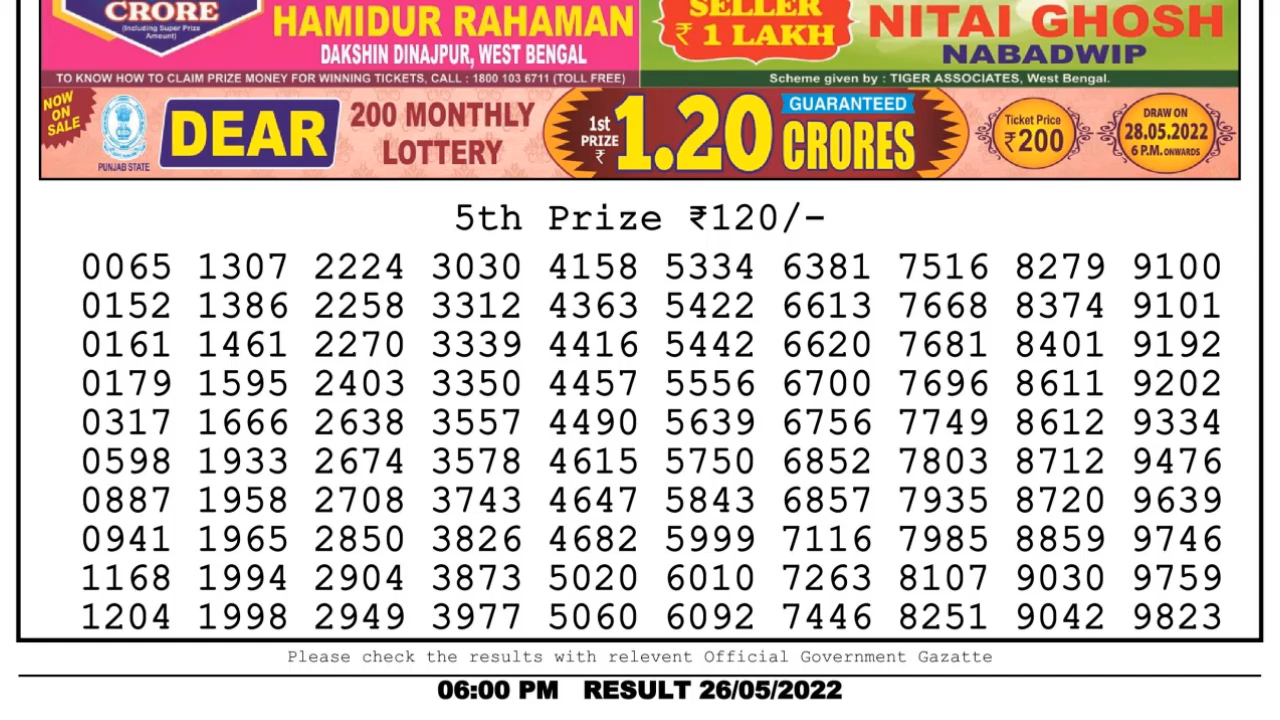 CRORE
(Including Super Prize
Amount)
HAMIDUR RAHAMAN
DAKSHIN DINAJPUR, WEST BENGAL
SELLER
₹ 1 LAKH
NITAI GHOSH
NABADWIP
TO KNOW HOW TO CLAIM PRIZE MONEY FOR WINNING TICKETS, CALL : 1800 103 6711 (TOLL FREE)
Scheme given by : TIGER ASSOCIATES, West Bengal.
NOW
ON
SALE
PUNJAB STATE
DEAR
200 MONTHLY
LOTTERY
1st
PRIZE
₹
1.20
GUARANTEED
CRORES
Ticket Price
₹200
DRAW ON
28.05.2022
6 P.M. ONWARDS
5th Prize ₹120/-
0065 1307 2224 3030 4158 5334 6381 7516 8279 9100
0152 1386 2258 3312 4363 5422 6613 7668 8374 9101
0161 1461 2270 3339 4416 5442 6620 7681 8401 9192
0179 1595 2403 3350 4457 5556 6700 7696 8611 9202
0317 1666 2638 3557 4490 5639 6756 7749 8612 9334
0598 1933 2674 3578 4615 5750 6852 7803 8712 9476
0887 1958 2708 3743 4647 5843 6857 7935 8720 9639
0941 1965 2850 3826 4682 5999 7116 7985 8859 9746
1168 1994 2904 3873 5020 6010 7263 8107 9030 9759
1204 1998 2949 3977 5060 6092 7446 8251 9042 9823
Please check the results with relevent Official Government Gazatte
06:00 PM RESULT 26/05/2022